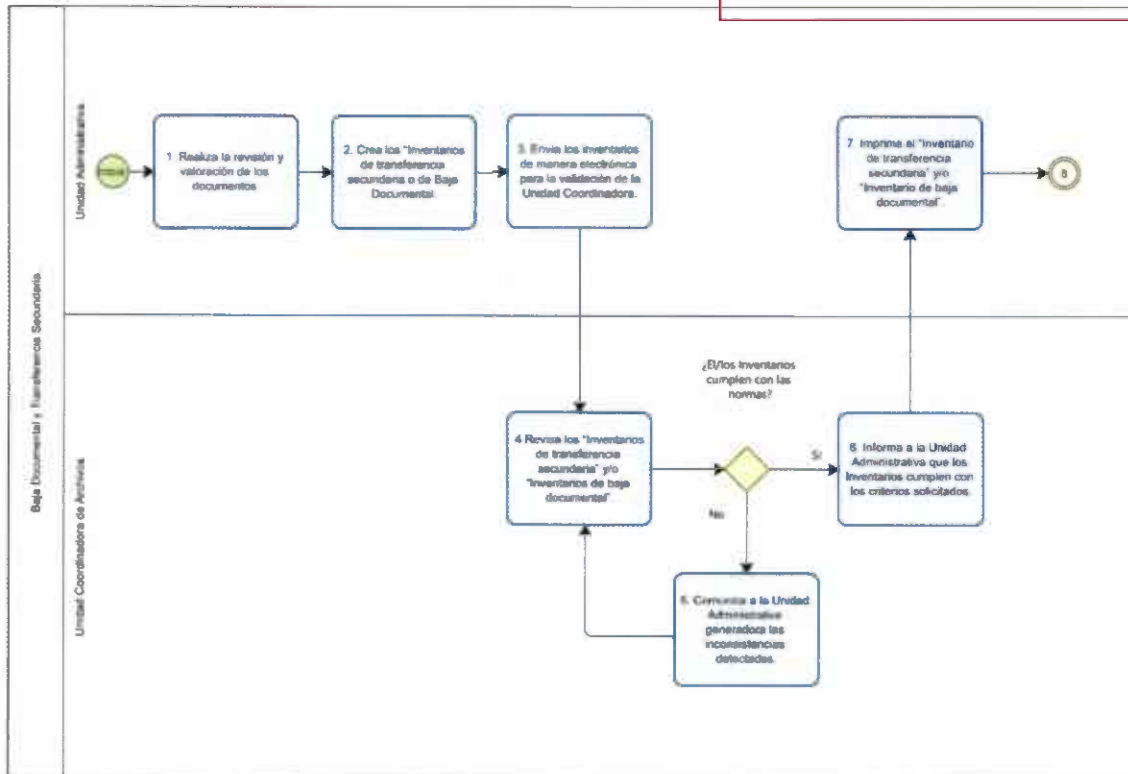 Baja Documental y Transferencia Secundaria
Unidad Administrativa
1 Realiza la revisión y
valoración de los
documentos
2. Crea los "Inventarios
de transferencia
secundaria o de Baja
Documental.
3. Envía los inventarios
de manera electrónica
para la validación de la
Unidad Coordinadora.
7 Imprime el "Inventario
de transferencia
secundaria" y/o
"Inventario de baja
documental".
8
Unidad Coordinadora de Archivos
¿El/los Inventarios
cumplen con las
normas?
4 Revisa los "Inventarios
de transferencia
secundaria" y/o
"Inventarios de baja
documental"
Sí
No
6 Informa a la Unidad
Administrativa que los
Inventarios cumplen con
los criterios solicitados.
5. Comunica a la Unidad
Administrativa
generadora las
inconsistencias
detectadas.